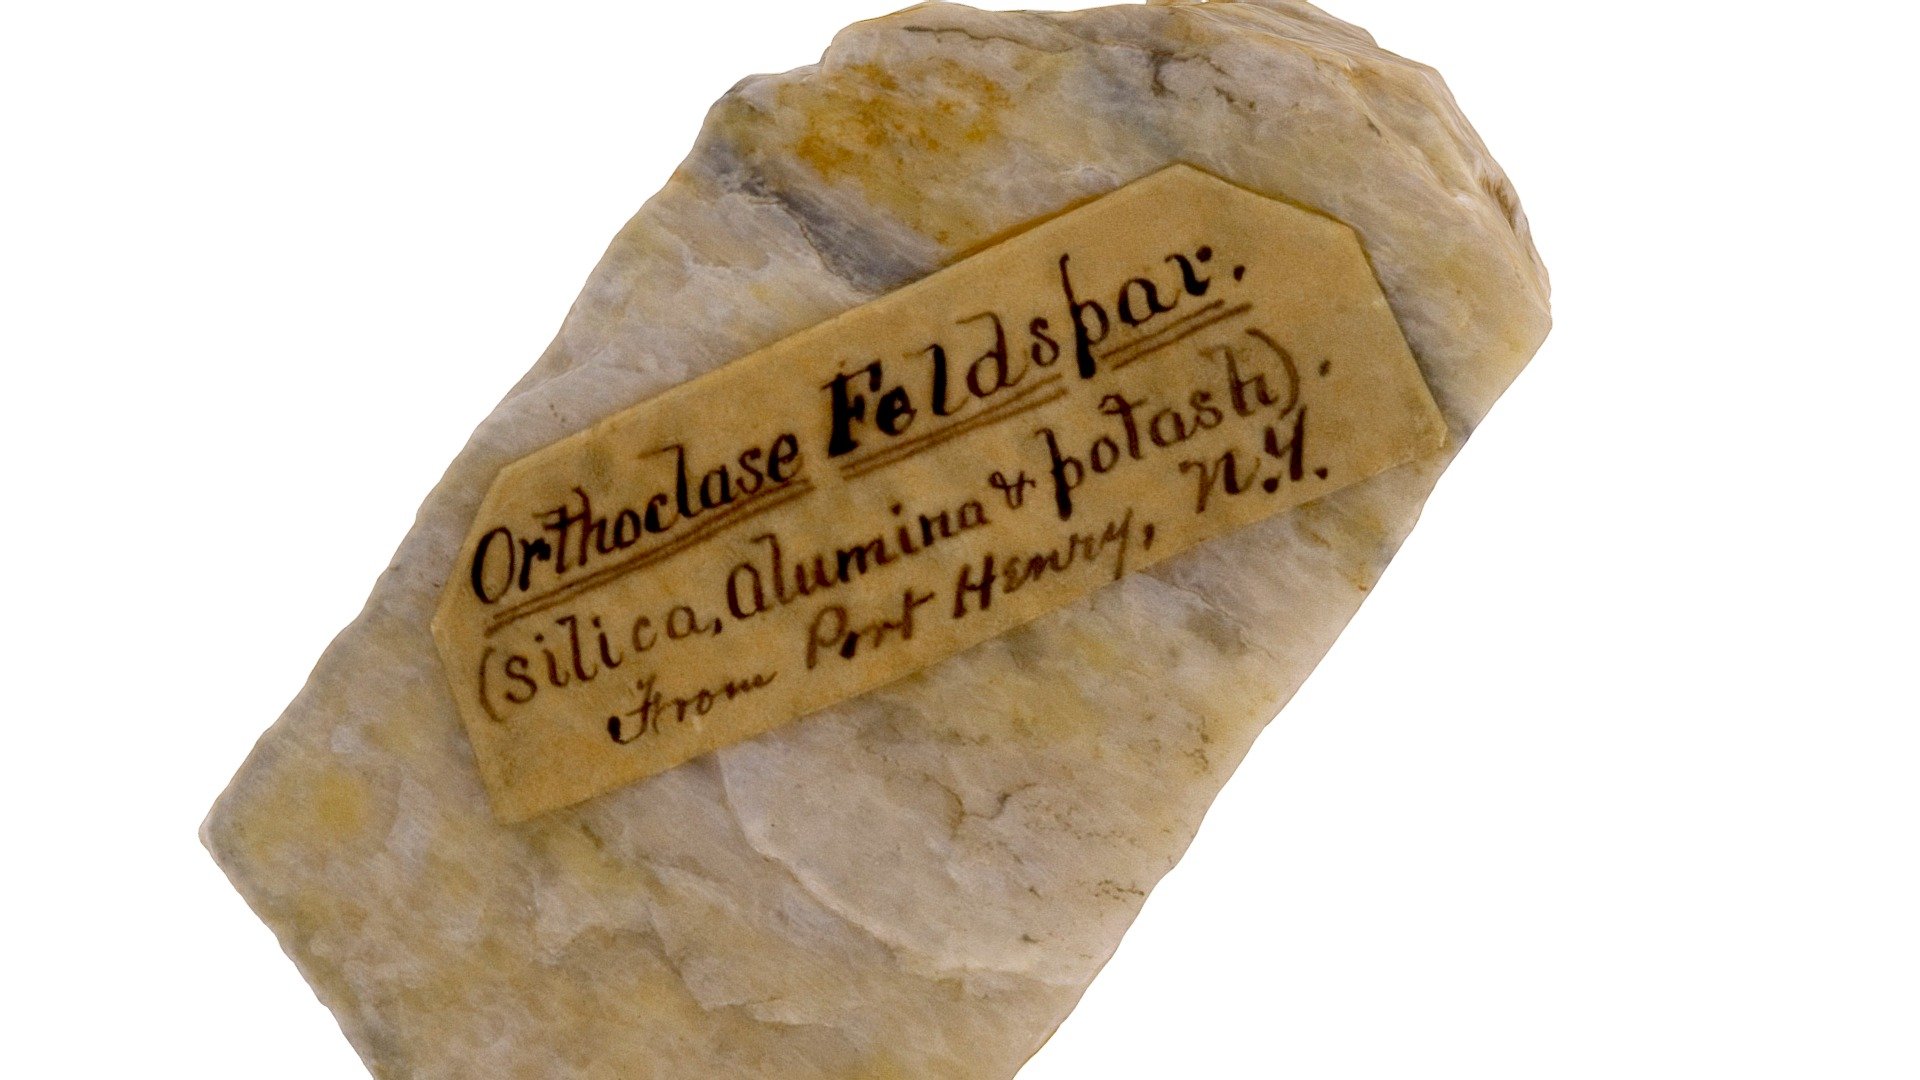 Orthoclase Feldspar.
(silica, alumina & potash).
From Port Henry, N.Y.